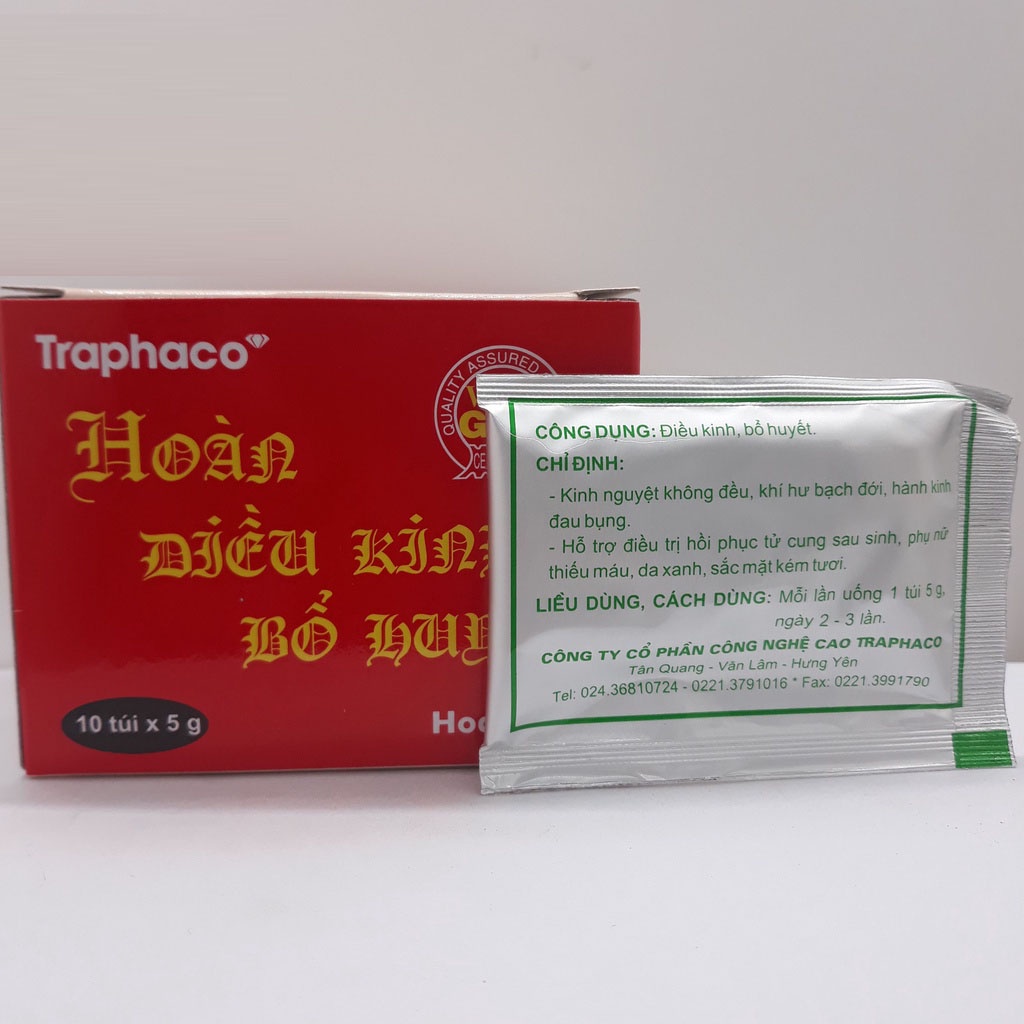 Traphaco
QUALITY ASSURED
HOÀN
ĐIỀU KINH
BỔ
10 túi x 5 g
CÔNG DỤNG: Điều kinh, bổ huyết.
CHỈ ĐỊNH:
- Kinh nguyệt không đều, khí hư bạch đới, hành kinh
đau bụng.
- Hỗ trợ điều trị hồi phục tử cung sau sinh, phụ nữ
thiếu máu, da xanh, sắc mặt kém tươi.
LIỀU DÙNG, CÁCH DÙNG: Mỗi lần uống 1 túi 5 g,
ngày 2 - 3 lần.
CÔNG TY CỔ PHẦN CÔNG NGHỆ CAO TRAPHACO
Tân Quang - Văn Lâm - Hưng Yên
Tel: 024.36810724 - 0221.3791016 * Fax: 0221.3991790